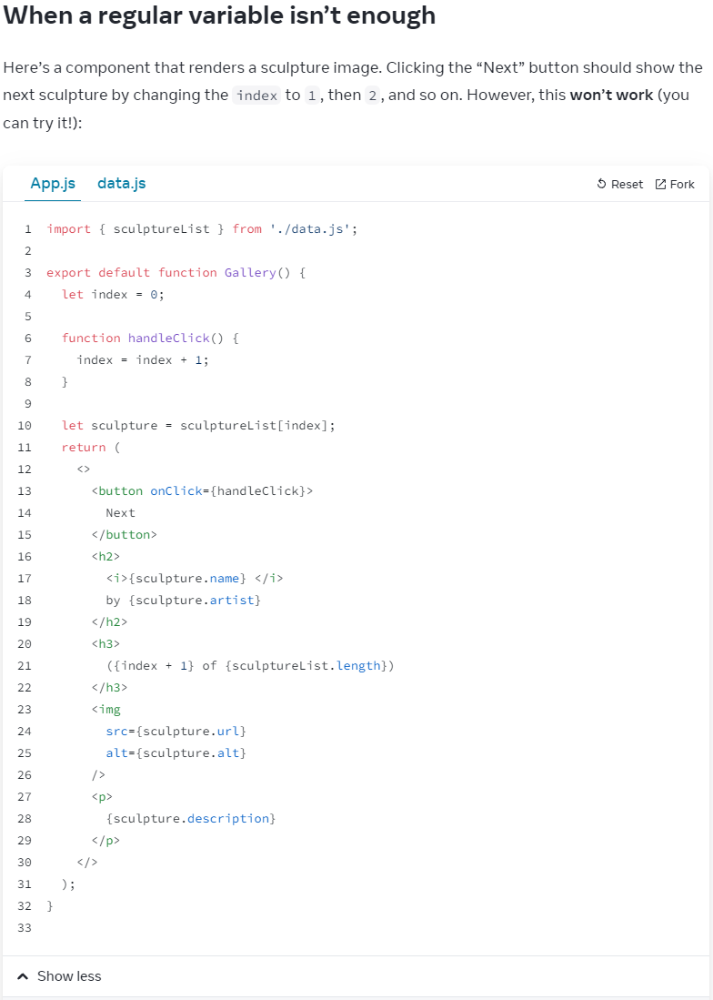 When a regular variable isn’t enough
Here’s a component that renders a sculpture image. Clicking the “Next” button should show the
next sculpture by changing the index to 1, then 2, and so on. However, this won’t work (you
can try it!):
App.js data.js Reset Fork
1 import { sculptureList } from './data.js';
2
3 export default function Gallery() {
4   let index = 0;
5
6   function handleClick() {
7     index = index + 1;
8   }
9
10   let sculpture = sculptureList[index];
11   return (
12     <>
13       <button onClick={handleClick}>
14         Next
15       </button>
16       <h2>
17         <i>{sculpture.name} </i>
18         by {sculpture.artist}
19       </h2>
20       <h3>
21         ({index + 1} of {sculptureList.length})
22       </h3>
23       <img
24         src={sculpture.url}
25         alt={sculpture.alt}
26       />
27       <p>
28         {sculpture.description}
29       </p>
30     </>
31   );
32 }
33
Show less